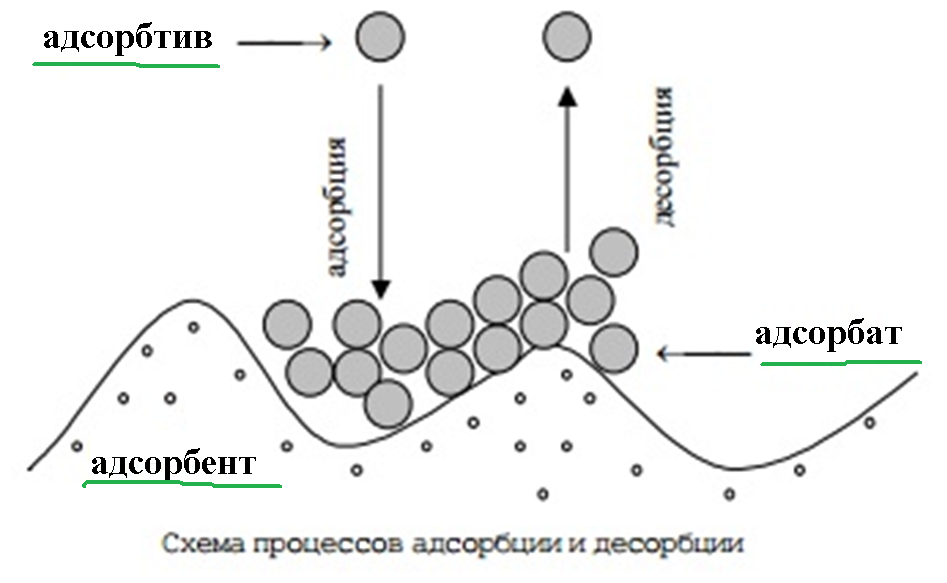 адсорбтив
адсорбция
десорбция
адсорбат
адсорбент
Схема процессов адсорбции и десорбции